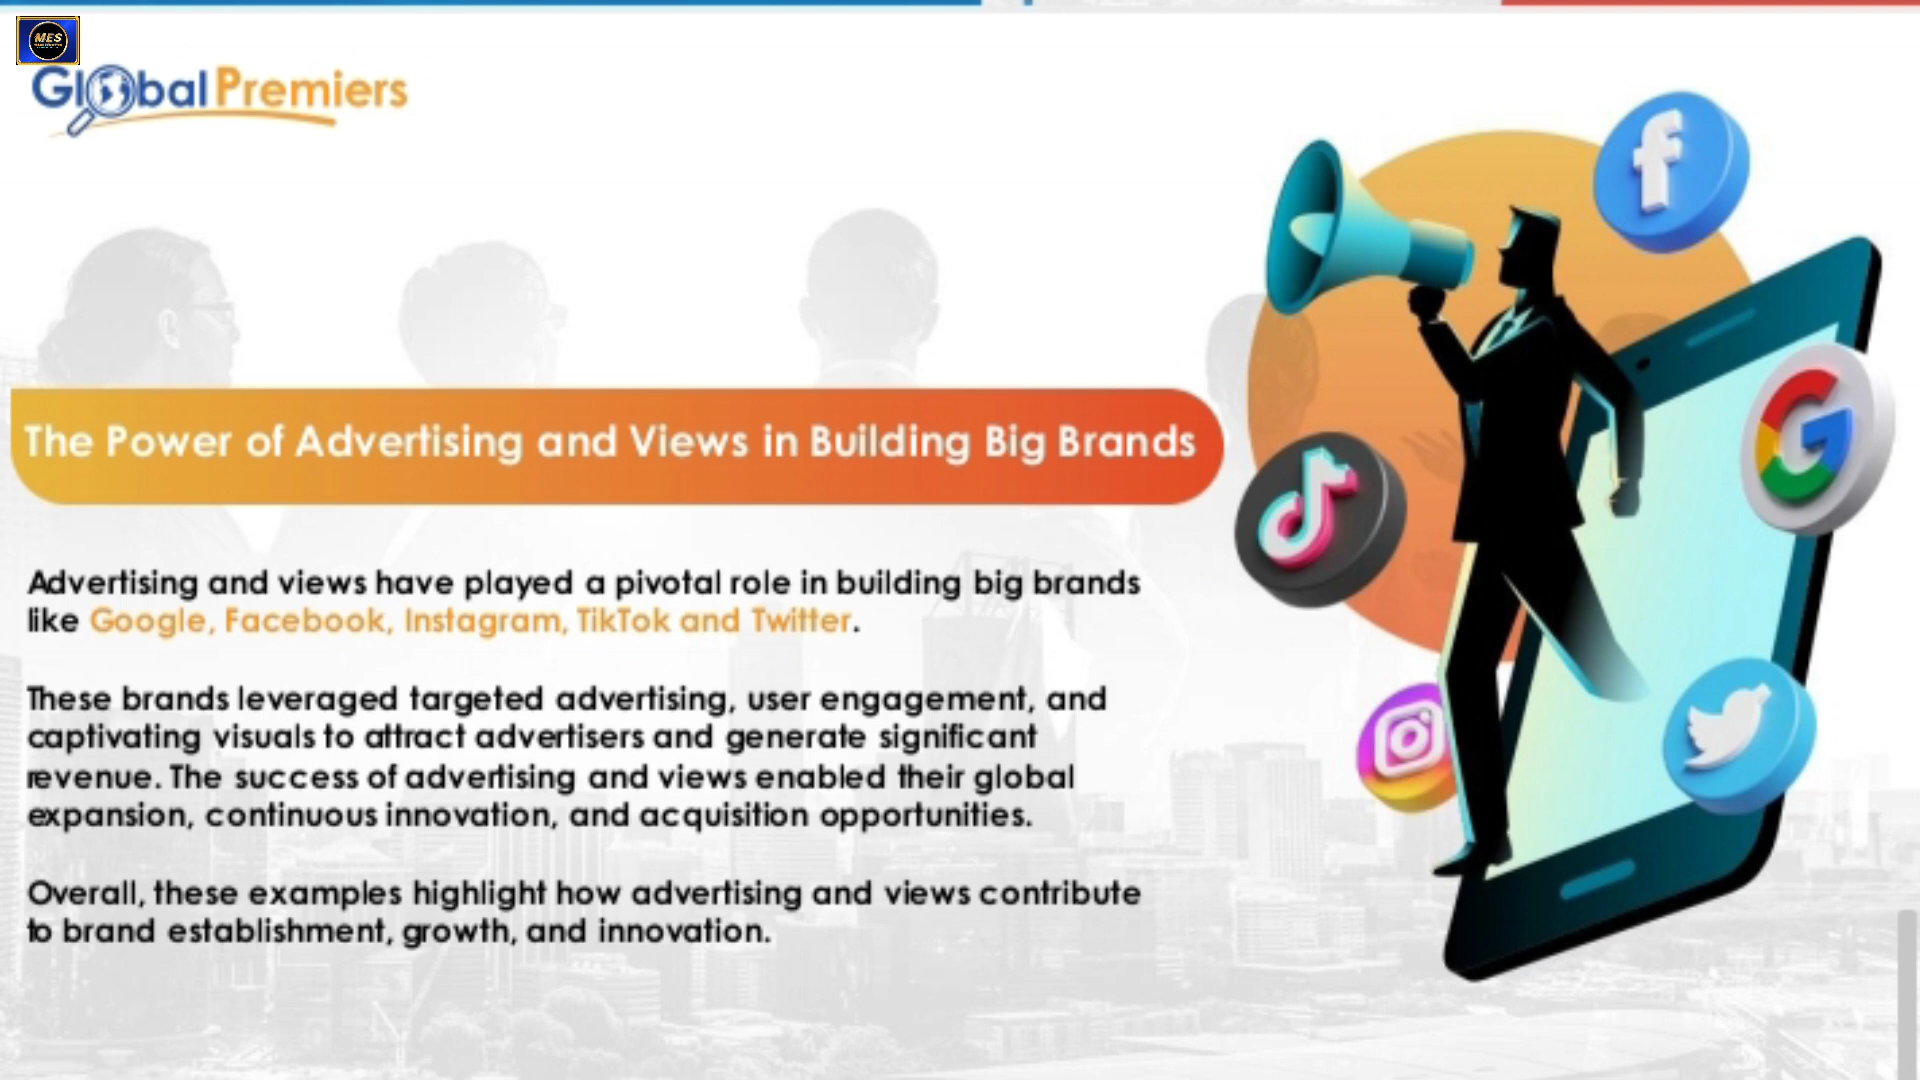 MES
Global Premiers
The Power of Advertising and Views in Building Big Brands
Advertising and views have played a pivotal role in building big brands
like Google, Facebook, Instagram, TikTok and Twitter.
These brands leveraged targeted advertising, user engagement, and
captivating visuals to attract advertisers and generate significant
revenue. The success of advertising and views enabled their global
expansion, continuous innovation, and acquisition opportunities.
Overall, these examples highlight how advertising and views contribute
to brand establishment, growth, and innovation.